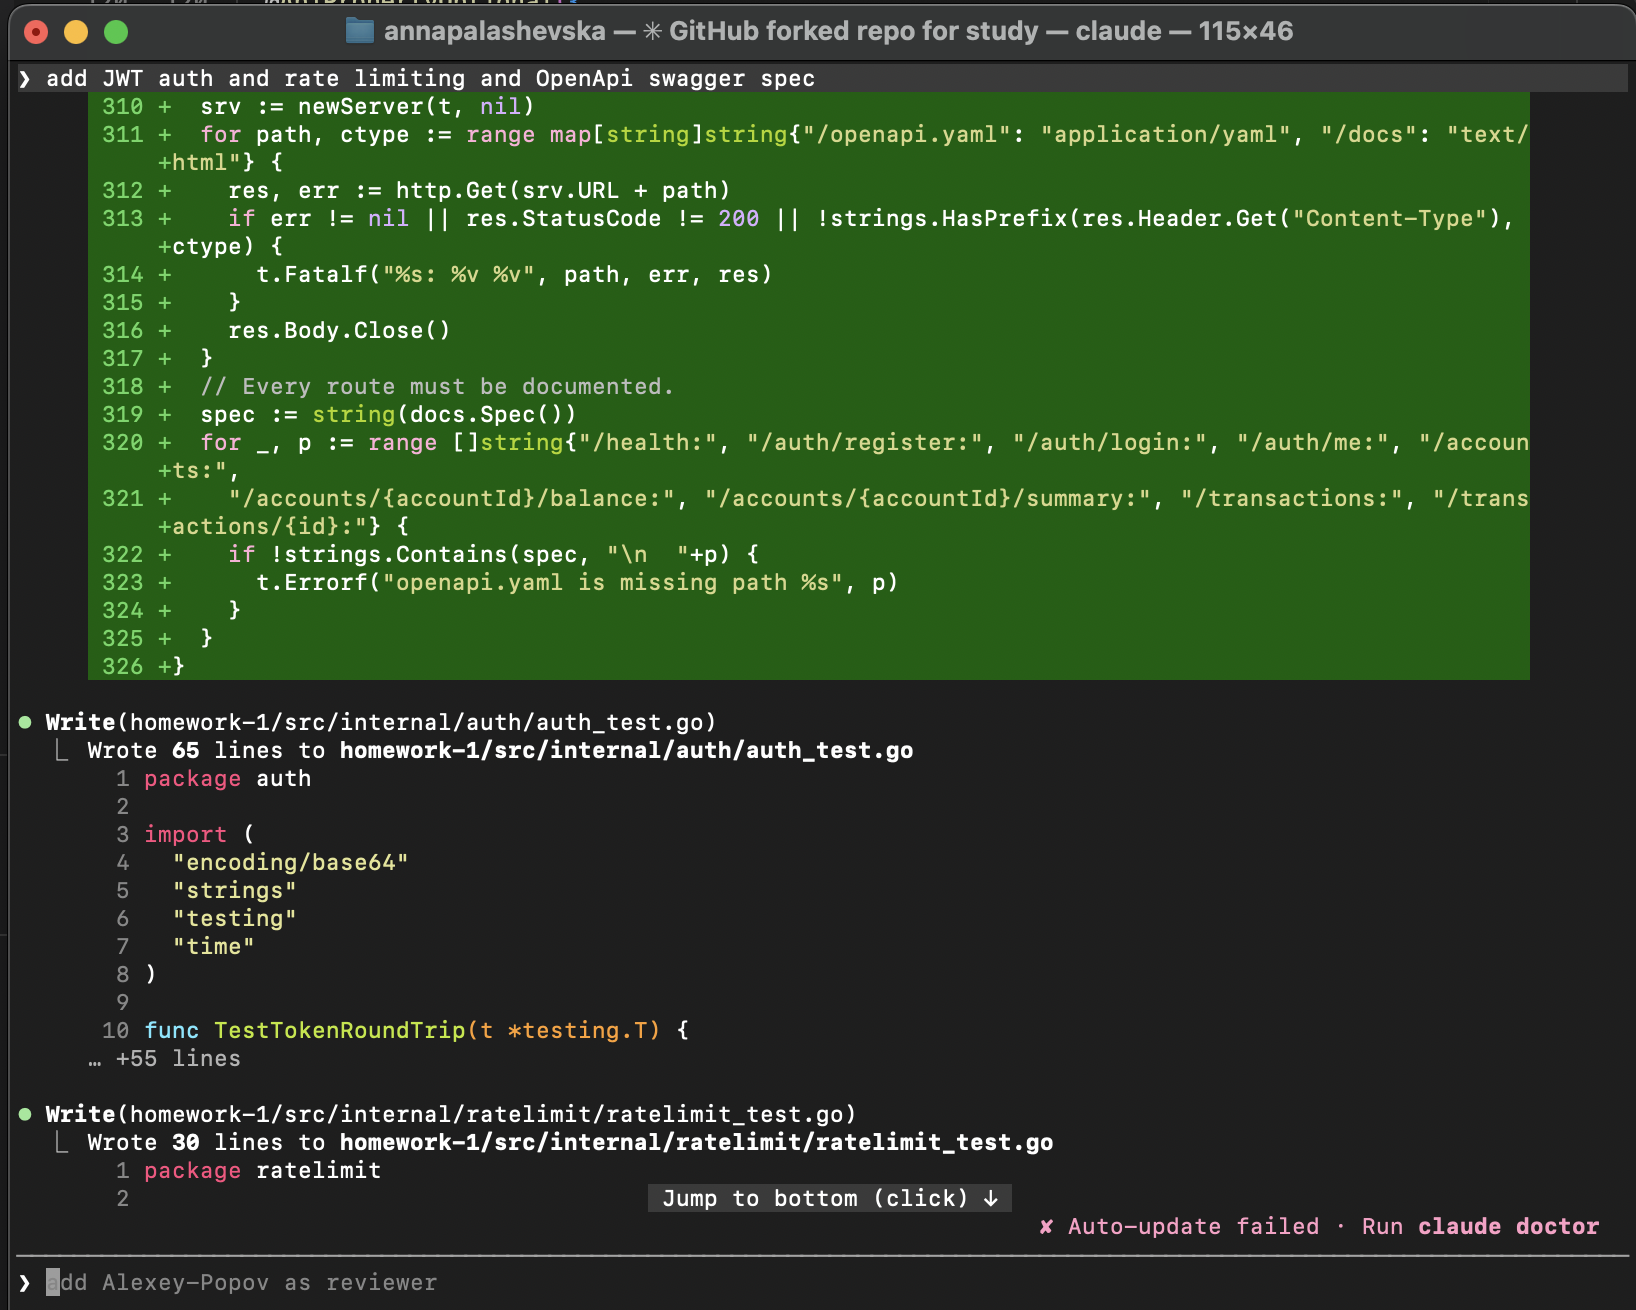 annapalashevska — ✳ GitHub forked repo for study — claude — 115×46
❯ add JWT auth and rate limiting and OpenApi swagger spec
310 +  srv := newServer(t, nil)
311 +  for path, ctype := range map[string]string{"/openapi.yaml": "application/yaml", "/docs": "text/
+html"} {
312 +    res, err := http.Get(srv.URL + path)
313 +    if err != nil || res.StatusCode != 200 || !strings.HasPrefix(res.Header.Get("Content-Type"),
+ctype) {
314 +      t.Fatalf("%s: %v %v", path, err, res)
315 +    }
316 +    res.Body.Close()
317 +  }
318 +  // Every route must be documented.
319 +  spec := string(docs.Spec())
320 +  for _, p := range []string{"/health:", "/auth/register:", "/auth/login:", "/auth/me:", "/accoun
+ts:",
321 +    "/accounts/{accountId}/balance:", "/accounts/{accountId}/summary:", "/transactions:", "/trans
+actions/{id}:"} {
322 +    if !strings.Contains(spec, "\n  "+p) {
323 +      t.Errorf("openapi.yaml is missing path %s", p)
324 +    }
325 +  }
326 +}
● Write(homework-1/src/internal/auth/auth_test.go)
⎿  Wrote 65 lines to homework-1/src/internal/auth/auth_test.go
1 package auth
2
3 import (
4   "encoding/base64"
5   "strings"
6   "testing"
7   "time"
8 )
9
10 func TestTokenRoundTrip(t *testing.T) {
… +55 lines
● Write(homework-1/src/internal/ratelimit/ratelimit_test.go)
⎿  Wrote 30 lines to homework-1/src/internal/ratelimit/ratelimit_test.go
1 package ratelimit
2
Jump to bottom (click) ↓
✘ Auto-update failed · Run claude doctor
❯ add Alexey-Popov as reviewer